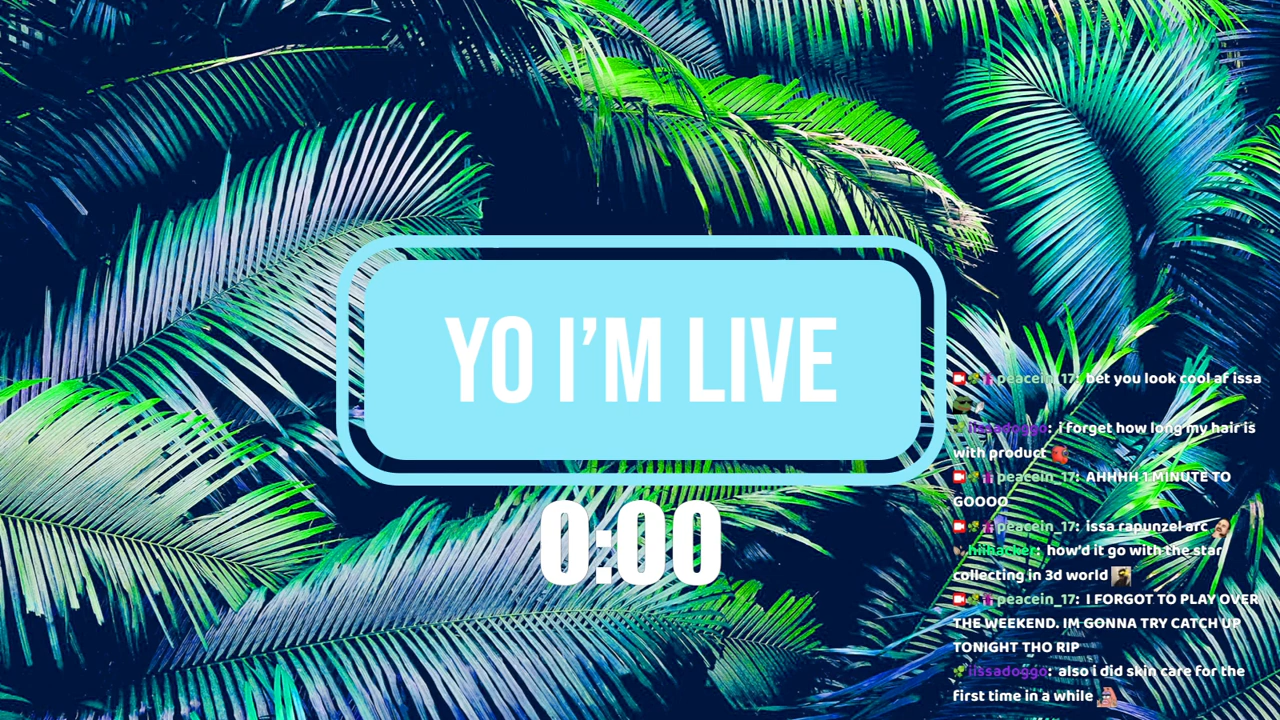 YO I'M LIVE
0:00
peacein_17: bet you look cool af issa
iissadoggo: i forget how long my hair is
with product
peacein_17: AHHHH 1 MINUTE TO
GOOOO
peacein_17: issa rapunzel arc
hiibacker: how'd it go with the star
collecting in 3d world
peacein_17: I FORGOT TO PLAY OVER
THE WEEKEND. IM GONNA TRY CATCH UP
TONIGHT THO RIP
iissadoggo: also i did skin care for the
first time in a while